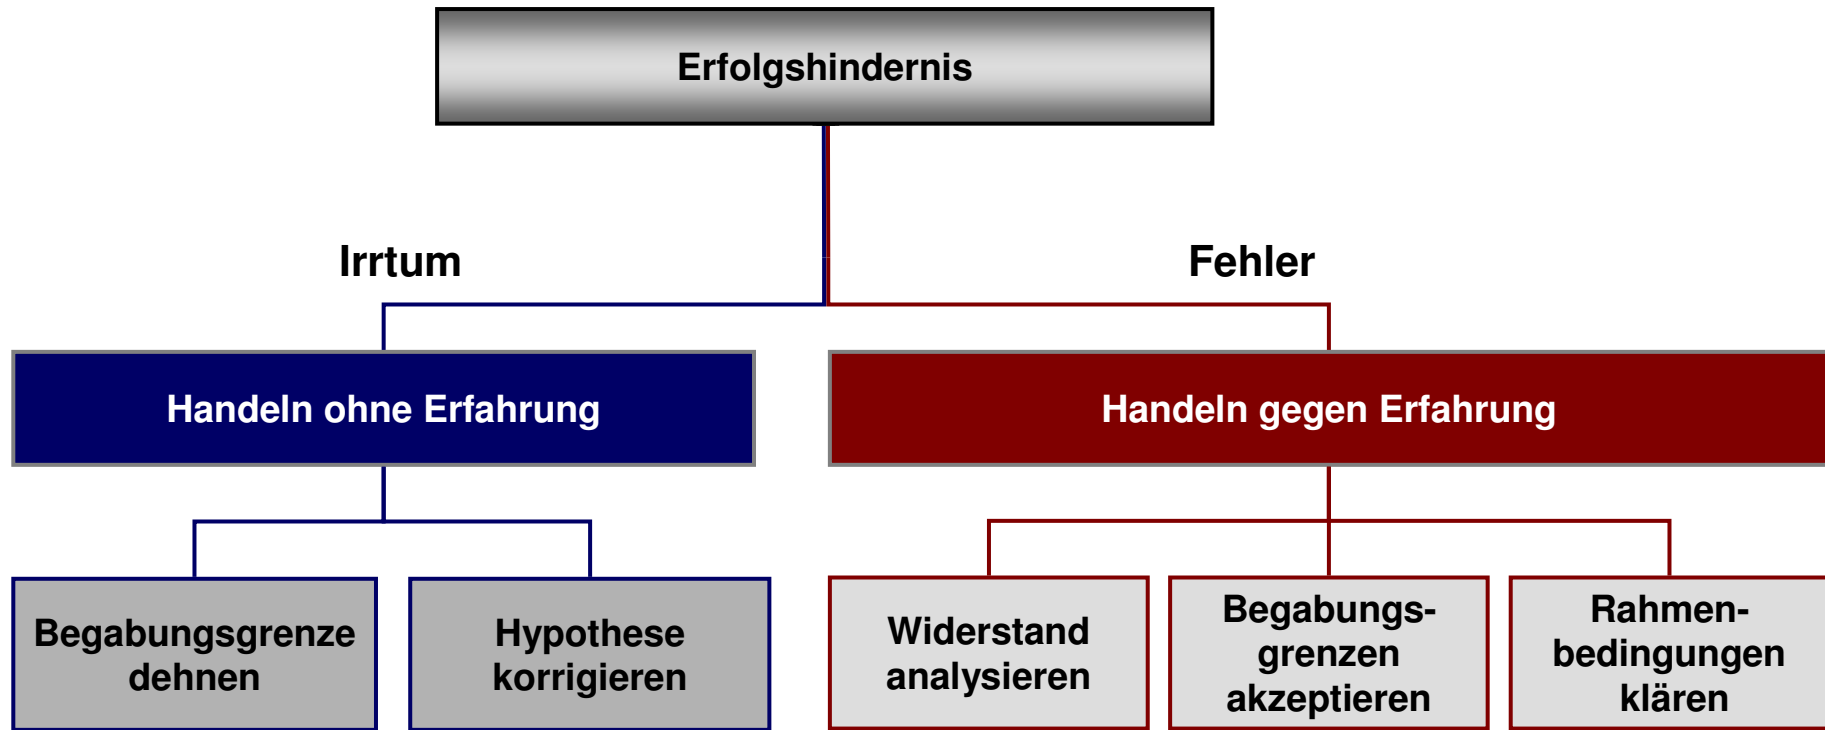 Erfolgshindernis
Irrtum
Fehler
Handeln ohne Erfahrung
Handeln gegen Erfahrung
Begabungsgrenze
dehnen
Hypothese
korrigieren
Widerstand
analysieren
Begabungs-
grenzen
akzeptieren
Rahmen-
bedingungen
klären